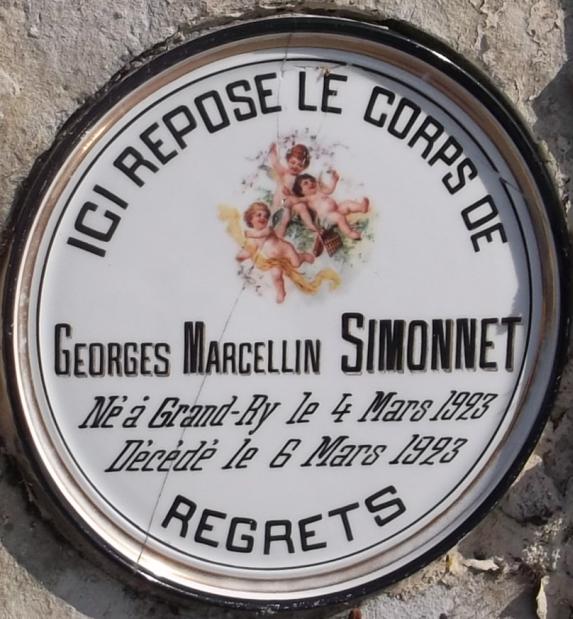 ICI REPOSE LE CORPS DE
GEORGES MARCELLIN SIMONNET
Né á Grand-Ry le 4 Mars 1923
Décédé le 6 Mars 1923
REGRETS